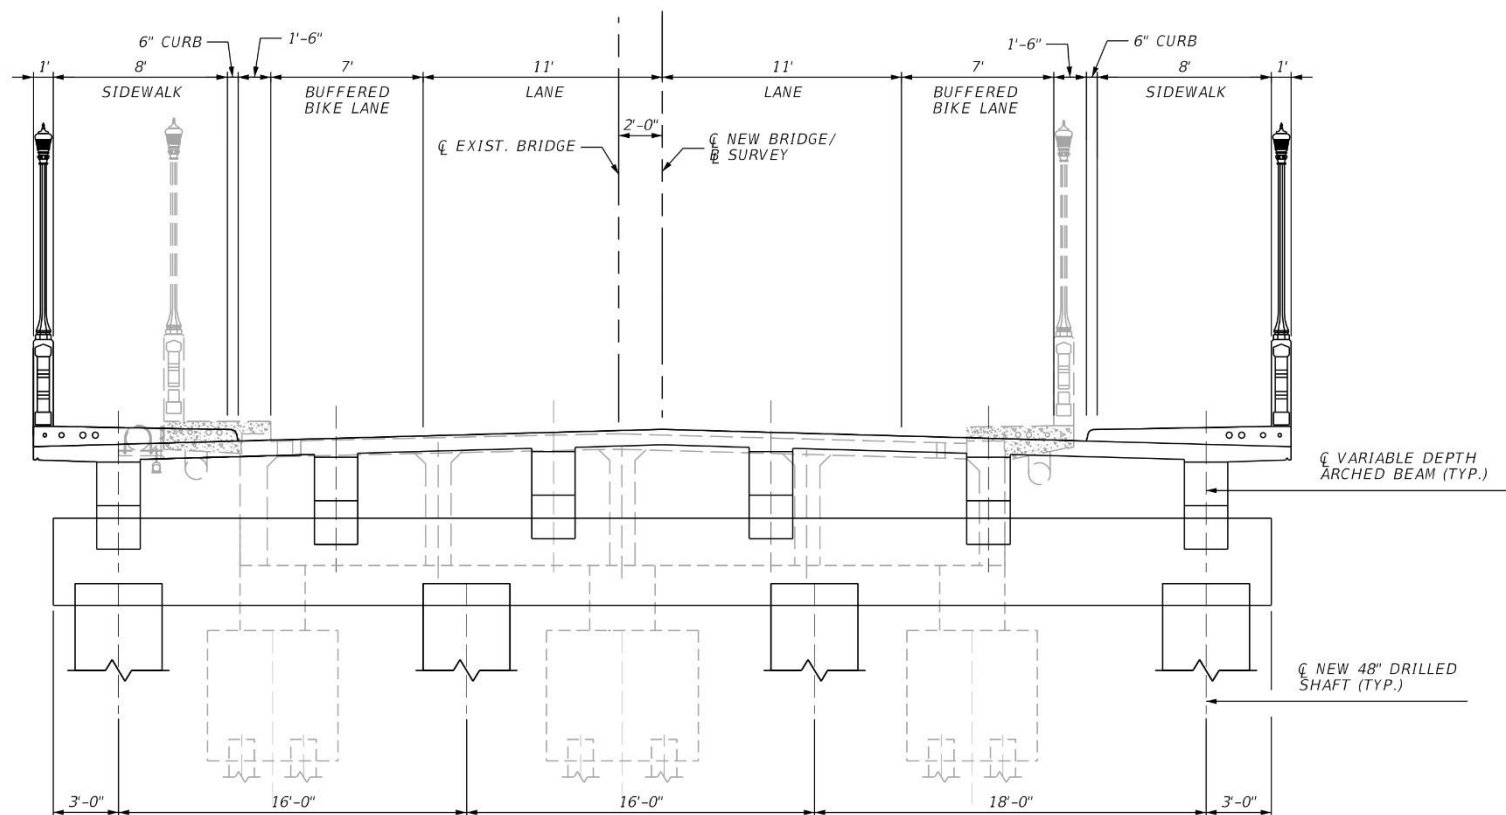 6" CURB
1'-6"
1'-6"
6" CURB
1'
8'
7'
11'
11'
7'
8'
1'
SIDEWALK
BUFFERED
BIKE LANE
LANE
LANE
BUFFERED
BIKE LANE
SIDEWALK
2'-0"
℄ EXIST. BRIDGE
℄ NEW BRIDGE/
B SURVEY
℄ VARIABLE DEPTH
ARCHED BEAM (TYP.)
℄ NEW 48" DRILLED
SHAFT (TYP.)
3'-0"
16'-0"
16'-0"
18'-0"
3'-0"